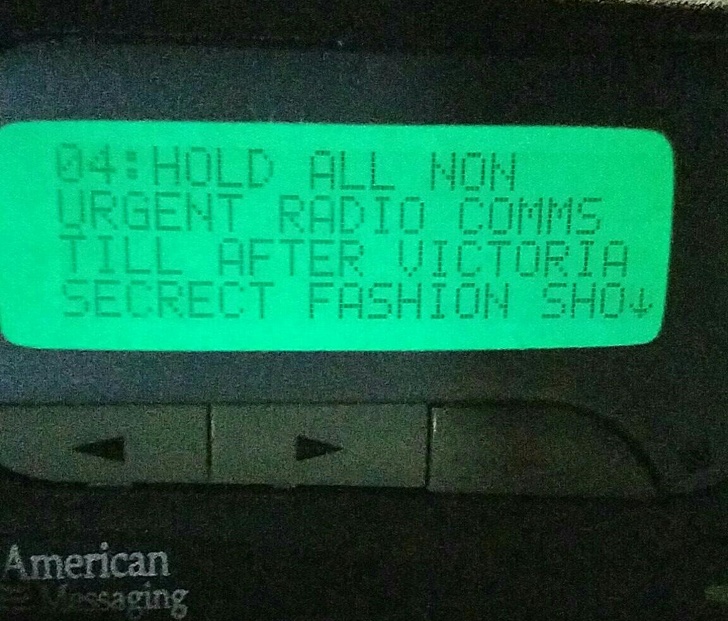 04:HOLD ALL NON
URGENT RADIO COMMS
TILL AFTER VICTORIA
SECRECT FASHION SHO↓
American
Messaging